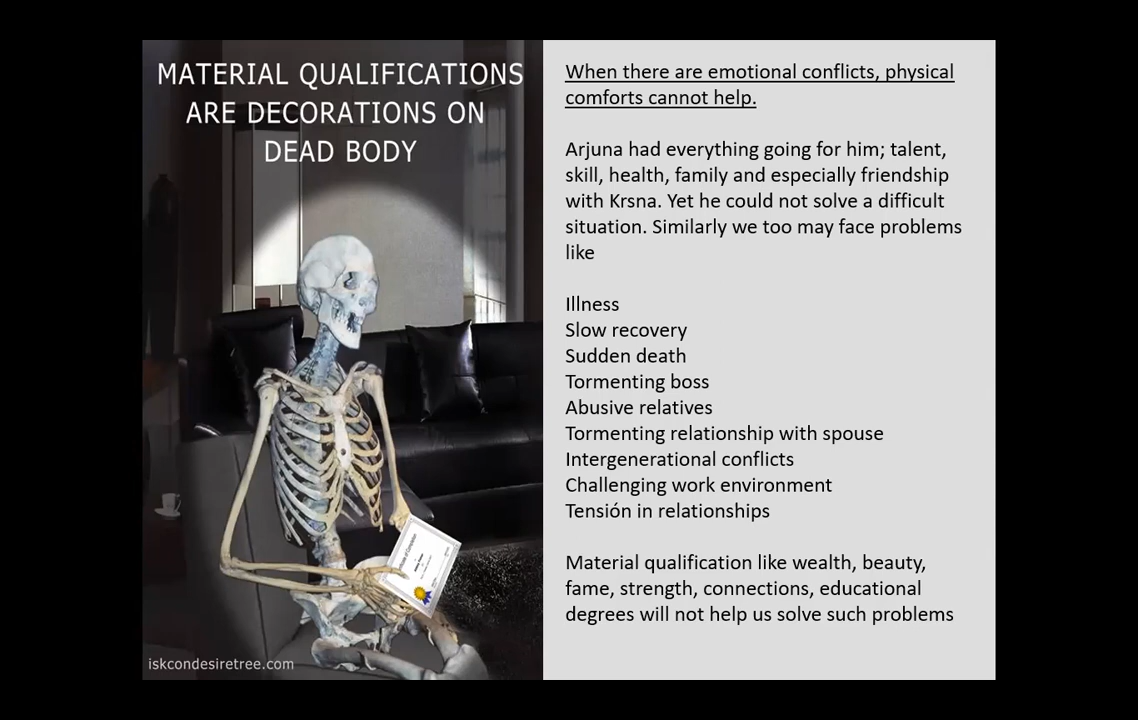 MATERIAL QUALIFICATIONS
ARE DECORATIONS ON
DEAD BODY
iskcondesiretree.com
When there are emotional conflicts, physical
comforts cannot help.
Arjuna had everything going for him; talent,
skill, health, family and especially friendship
with Krsna. Yet he could not solve a difficult
situation. Similarly we too may face problems
like
Illness
Slow recovery
Sudden death
Tormenting boss
Abusive relatives
Tormenting relationship with spouse
Intergenerational conflicts
Challenging work environment
Tensión in relationships
Material qualification like wealth, beauty,
fame, strength, connections, educational
degrees will not help us solve such problems